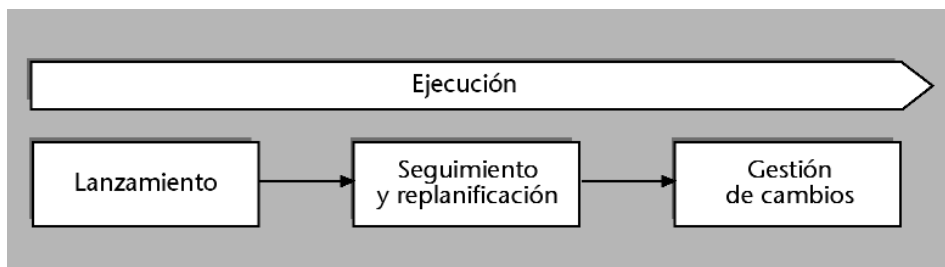 Ejecución
Lanzamiento
Seguimiento
y replanificación
Gestión
de cambios